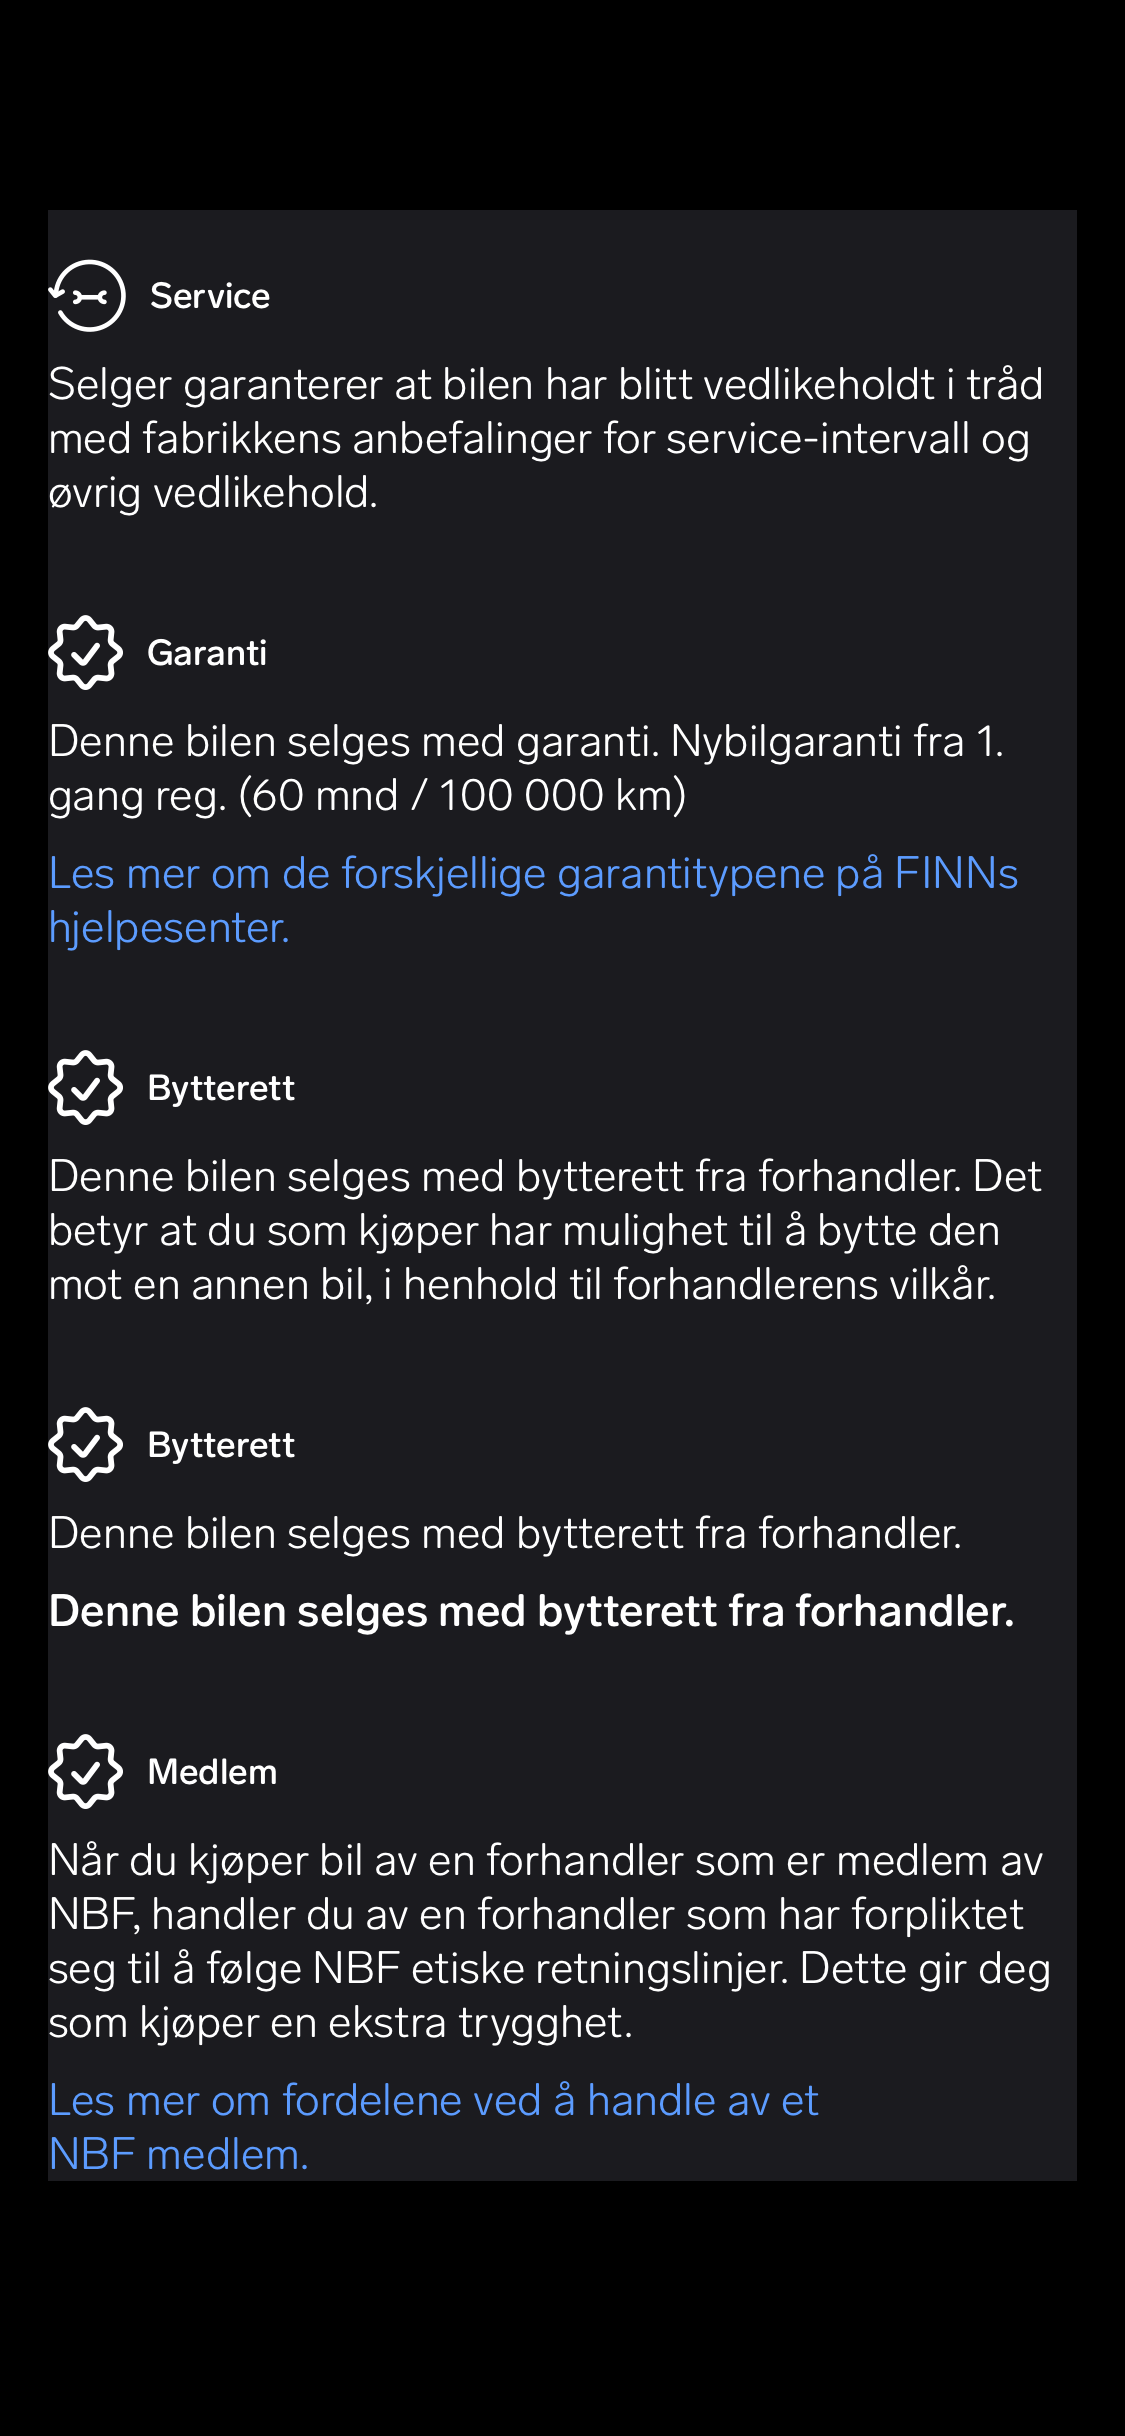 Service
Selger garanterer at bilen har blitt vedlikeholdt i tråd
med fabrikkens anbefalinger for service-intervall og
øvrig vedlikehold.
Garanti
Denne bilen selges med garanti. Nybilgaranti fra 1.
gang reg. (60 mnd / 100 000 km)
Les mer om de forskjellige garantitypene på FINNs
hjelpesenter.
Bytterett
Denne bilen selges med bytterett fra forhandler. Det
betyr at du som kjøper har mulighet til å bytte den
mot en annen bil, i henhold til forhandlerens vilkår.
Bytterett
Denne bilen selges med bytterett fra forhandler.
Denne bilen selges med bytterett fra forhandler.
Medlem
Når du kjøper bil av en forhandler som er medlem av
NBF, handler du av en forhandler som har forpliktet
seg til å følge NBF etiske retningslinjer. Dette gir deg
som kjøper en ekstra trygghet.
Les mer om fordelene ved å handle av et
NBF medlem.